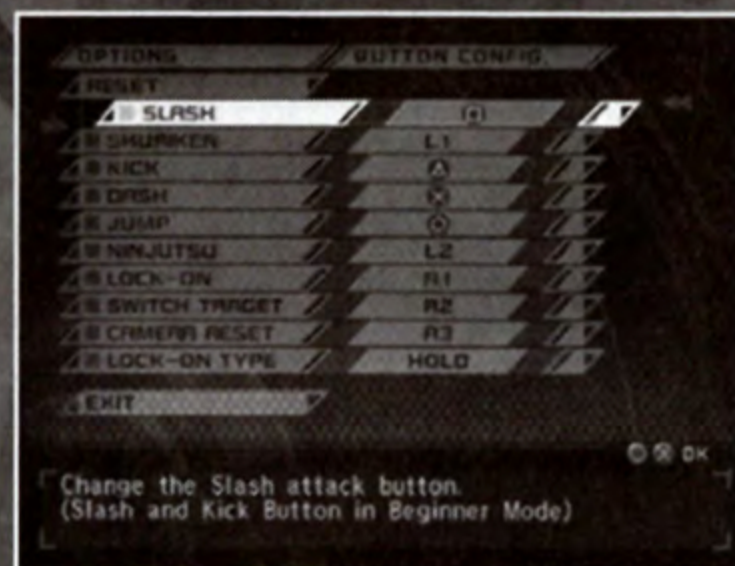 OPTIONS BUTTON CONFIG.
RESET
SLASH
SHURIKEN L1
KICK
DASH
JUMP
NINJUTSU L2
LOCK-ON R1
SWITCH TARGET R2
CAMERA RESET R3
LOCK-ON TYPE HOLD
EXIT
OK
Change the Slash attack button.
(Slash and Kick Button in Beginner Mode)